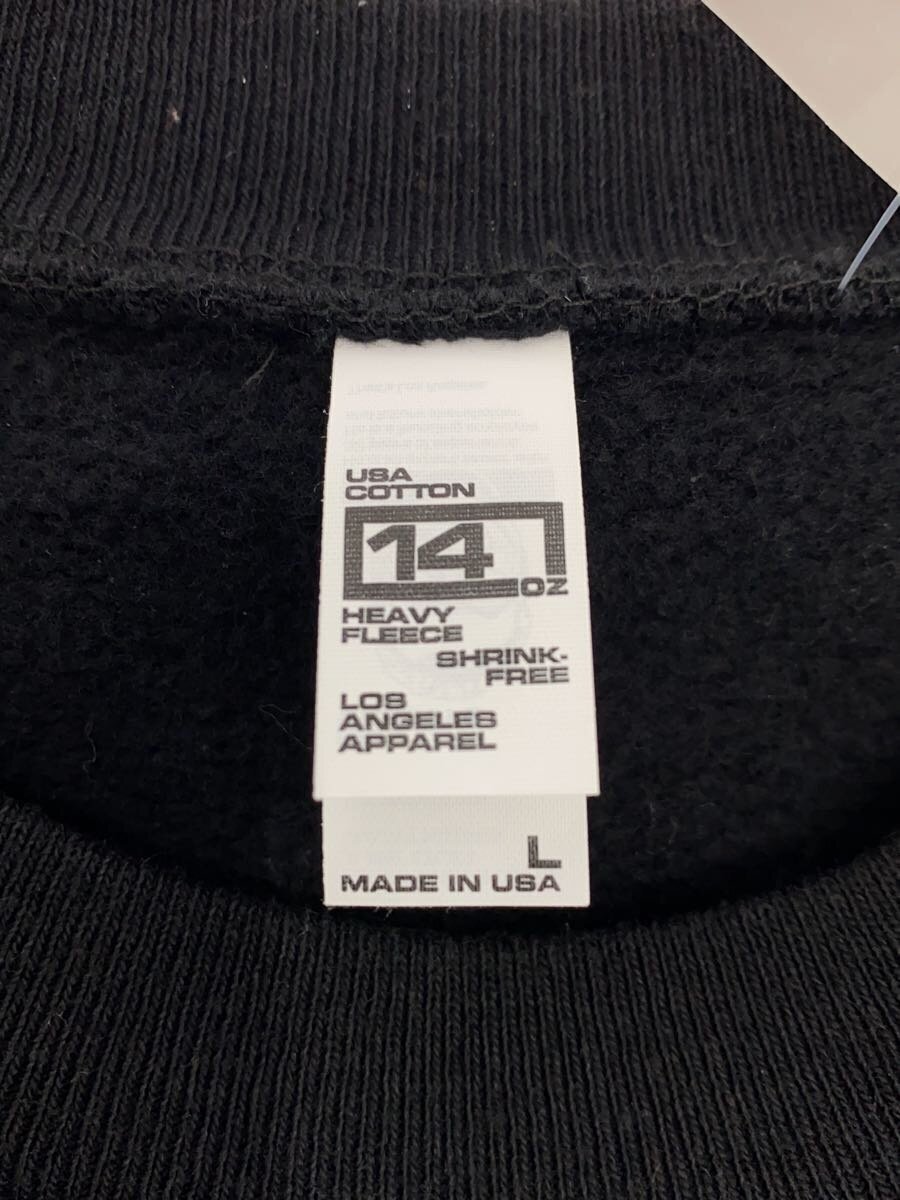 USA
COTTON
14
OZ
HEAVY
FLEECE
SHRINK-
FREE
LOS
ANGELES
APPAREL
L
MADE IN USA